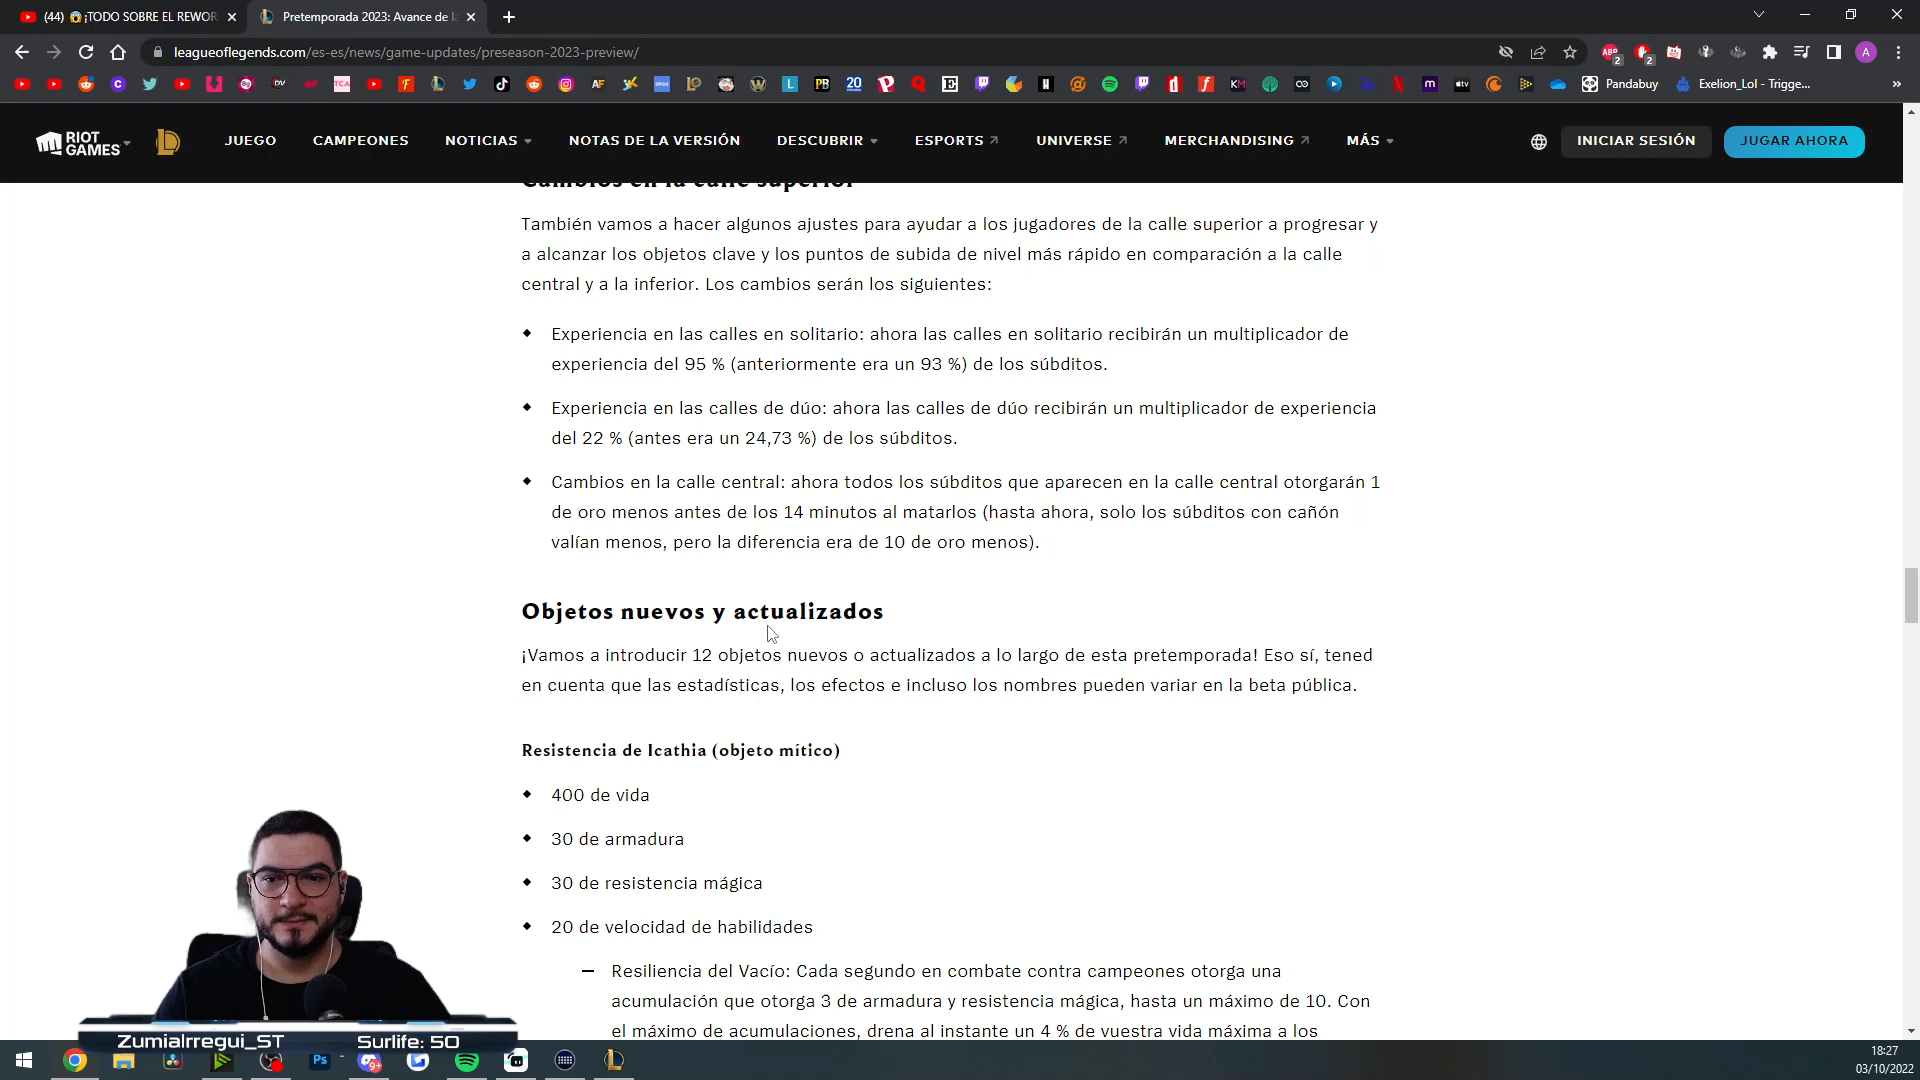 (44) 😱¡TODO SOBRE EL REWOR
Pretemporada 2023: Avance de l
leagueoflegends.com/es-es/news/game-updates/preseason-2023-preview/
Pandabuy
Exelion_Lol - Trigge...
RIOT GAMES
JUEGO
CAMPEONES
NOTICIAS
NOTAS DE LA VERSIÓN
DESCUBRIR
ESPORTS
UNIVERSE
MERCHANDISING
MÁS
INICIAR SESIÓN
JUGAR AHORA
Cambios en la calle superior
También vamos a hacer algunos ajustes para ayudar a los jugadores de la calle superior a progresar y
a alcanzar los objetos clave y los puntos de subida de nivel más rápido en comparación a la calle
central y a la inferior. Los cambios serán los siguientes:
Experiencia en las calles en solitario: ahora las calles en solitario recibirán un multiplicador de
experiencia del 95 % (anteriormente era un 93 %) de los súbditos.
Experiencia en las calles de dúo: ahora las calles de dúo recibirán un multiplicador de experiencia
del 22 % (antes era un 24,73 %) de los súbditos.
Cambios en la calle central: ahora todos los súbditos que aparecen en la calle central otorgarán 1
de oro menos antes de los 14 minutos al matarlos (hasta ahora, solo los súbditos con cañón
valían menos, pero la diferencia era de 10 de oro menos).
Objetos nuevos y actualizados
¡Vamos a introducir 12 objetos nuevos o actualizados a lo largo de esta pretemporada! Eso sí, tened
en cuenta que las estadísticas, los efectos e incluso los nombres pueden variar en la beta pública.
Resistencia de Icathia (objeto mítico)
400 de vida
30 de armadura
30 de resistencia mágica
20 de velocidad de habilidades
— Resiliencia del Vacío: Cada segundo en combate contra campeones otorga una
acumulación que otorga 3 de armadura y resistencia mágica, hasta un máximo de 10. Con
el máximo de acumulaciones, drena al instante un 4 % de vuestra vida máxima a los
ZumiaIrregui_ST
Surlife: 50
18:27
03/10/2022